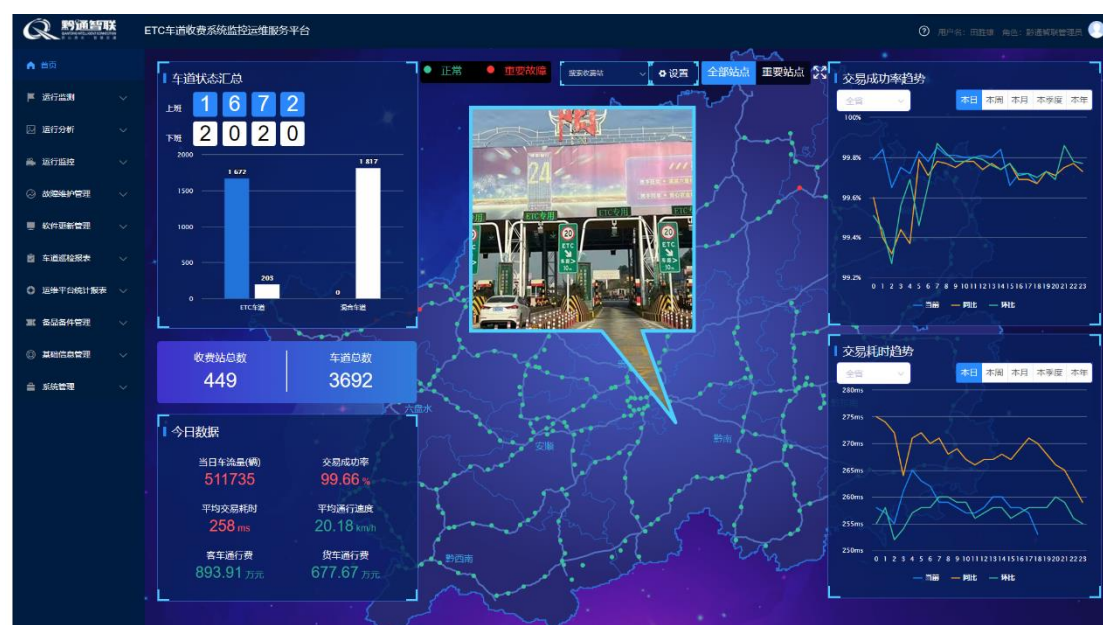 黔通智联
ETC车道收费系统监控运维服务平台
首页
运行监测
运行分析
运行监控
故障维护管理
软件更新管理
车道巡检报表
运维平台统计报表
备品备件管理
基础信息管理
系统管理
车道状态汇总
上班 1 6 7 2
下班 2 0 2 0
2000
1500
1000
500
0
1 672
203
0
1 817
ETC车道
混合车道
收费站总数
449
车道总数
3692
今日数据
当日车流量(辆)
511735
交易成功率
99.66 %
平均交易耗时
258 ms
平均通行速度
20.18 km/h
客车通行费
893.91 万元
货车通行费
677.67 万元
正常
重要故障
搜索收费站
设置
全部站点
重要站点
24
ETC专用
ETC专用
ETC
20
ETC
20
ETC
六盘水
安顺
黔南
黔西南
交易成功率趋势
全省
本日 本周 本月 本季度 本年
100%
99.8%
99.6%
99.4%
99.2%
0 1 2 3 4 5 6 7 8 9 10 11 12 13 14 15 16 17 18 19 20 21 22 23
当前 同比 环比
交易耗时趋势
全省
本日 本周 本月 本季度 本年
280ms
275ms
270ms
265ms
260ms
255ms
250ms
0 1 2 3 4 5 6 7 8 9 10 11 12 13 14 15 16 17 18 19 20 21 22 23
当前 同比 环比